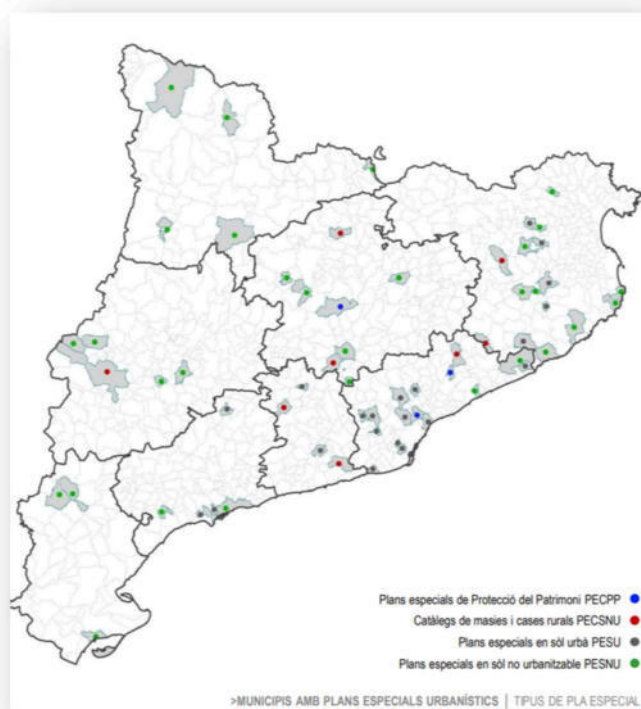 Plans especials de Protecció del Patrimoni PECPP
Catàlegs de masies i cases rurals PECSNU
Plans especials en sòl urbà PESU
Plans especials en sòl no urbanitzable PESNU
>MUNICIPIS AMB PLANS ESPECIALS URBANÍSTICS | TIPUS DE PLA ESPECIAL